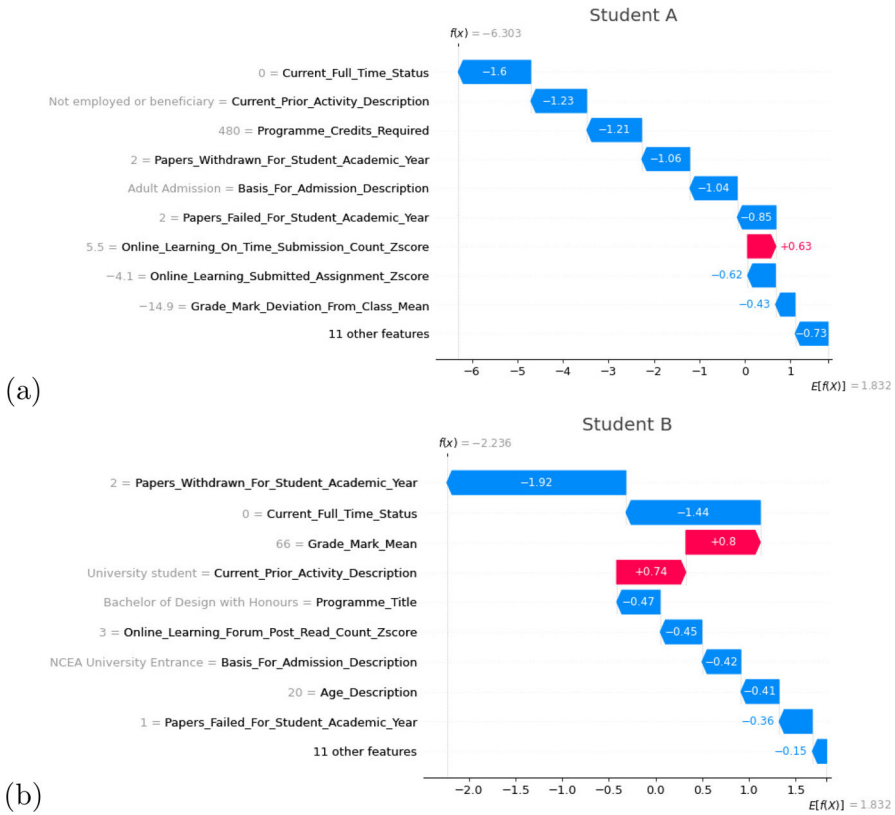 Student A
f(x) = −6.303
0 = Current_Full_Time_Status −1.6
Not employed or beneficiary = Current_Prior_Activity_Description −1.23
480 = Programme_Credits_Required −1.21
2 = Papers_Withdrawn_For_Student_Academic_Year −1.06
Adult Admission = Basis_For_Admission_Description −1.04
2 = Papers_Failed_For_Student_Academic_Year −0.85
5.5 = Online_Learning_On_Time_Submission_Count_Zscore +0.63
−4.1 = Online_Learning_Submitted_Assignment_Zscore −0.62
−14.9 = Grade_Mark_Deviation_From_Class_Mean −0.43
11 other features −0.73
−6 −5 −4 −3 −2 −1 0 1
(a)
E[f(X)] = 1.832
Student B
f(x) = −2.236
2 = Papers_Withdrawn_For_Student_Academic_Year −1.92
0 = Current_Full_Time_Status −1.44
66 = Grade_Mark_Mean +0.8
University student = Current_Prior_Activity_Description +0.74
Bachelor of Design with Honours = Programme_Title −0.47
3 = Online_Learning_Forum_Post_Read_Count_Zscore −0.45
NCEA University Entrance = Basis_For_Admission_Description −0.42
20 = Age_Description −0.41
1 = Papers_Failed_For_Student_Academic_Year −0.36
11 other features −0.15
−2.0 −1.5 −1.0 −0.5 0.0 0.5 1.0 1.5
(b)
E[f(X)] = 1.832